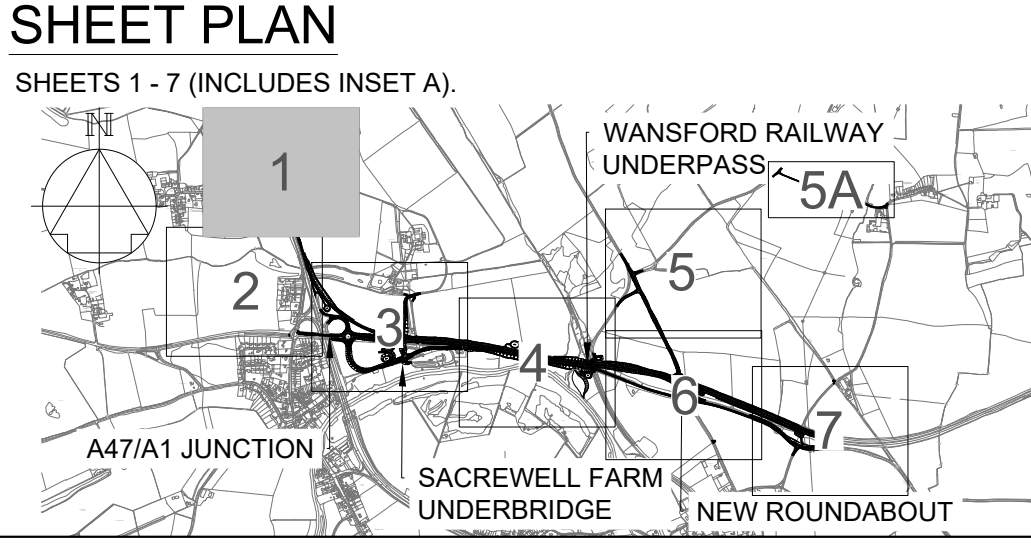 SHEET PLAN
SHEETS 1 - 7 (INCLUDES INSET A).
N
1
WANSFORD RAILWAY
UNDERPASS
5A
2
5
3
4
6
7
A47/A1 JUNCTION
SACREWELL FARM
UNDERBRIDGE
NEW ROUNDABOUT